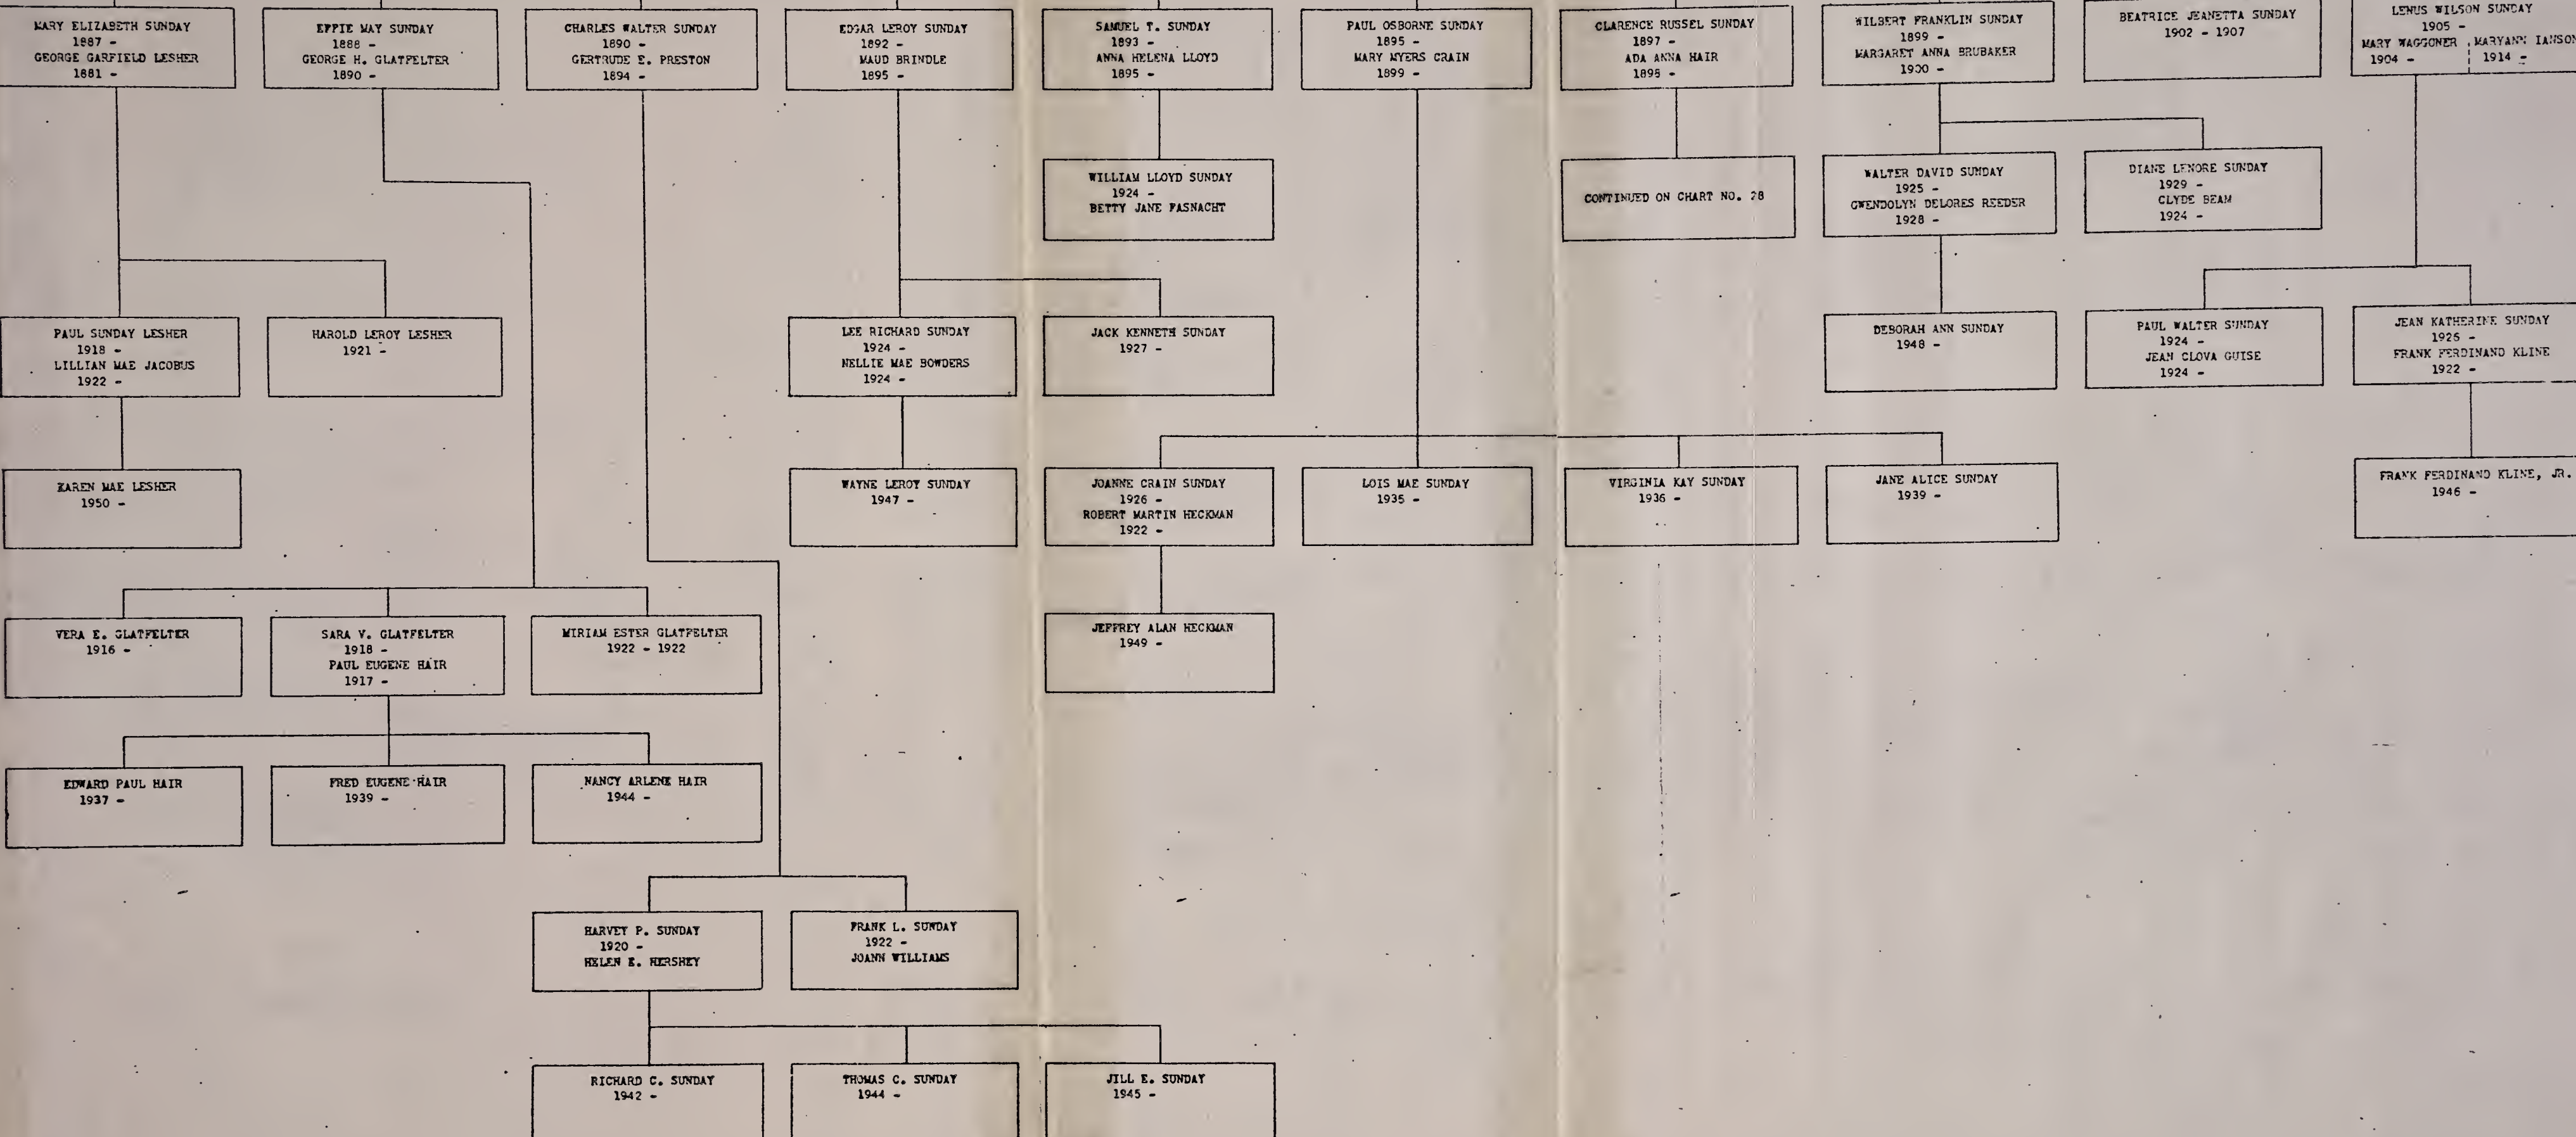 MARY ELIZABETH SUNDAY
1887 -
GEORGE GARFIELD LESHER
1881 -
EFFIE MAY SUNDAY
1888 -
GEORGE H. GLATFELTER
1890 -
CHARLES WALTER SUNDAY
1890 -
GERTRUDE E. PRESTON
1894 -
EDGAR LEROY SUNDAY
1892 -
MAUD BRINDLE
1895 -
SAMUEL T. SUNDAY
1893 -
ANNA HELENA LLOYD
1895 -
PAUL OSBORNE SUNDAY
1895 -
MARY MYERS CRAIN
1899 -
CLARENCE RUSSEL SUNDAY
1897 -
ADA ANNA HAIR
1898 -
WILBERT FRANKLIN SUNDAY
1899 -
MARGARET ANNA BRUBAKER
1900 -
BEATRICE JEANETTA SUNDAY
1902 - 1907
LENUS WILSON SUNDAY
1905 -
MARY WAGGONER , MARYANN IANSON
1904 - 1914 -
WILLIAM LLOYD SUNDAY
1924 -
BETTY JANE FASNACHT
CONTINUED ON CHART NO. 28
WALTER DAVID SUNDAY
1925 -
GWENDOLYN DELORES REEDER
1928 -
DIANE LENORE SUNDAY
1929 -
CLYDE BEAM
1924 -
PAUL SUNDAY LESHER
1918 -
LILLIAN MAE JACOBUS
1922 -
HAROLD LEROY LESHER
1921 -
LEE RICHARD SUNDAY
1924 -
NELLIE MAE BOWDERS
1924 -
JACK KENNETH SUNDAY
1927 -
DEBORAH ANN SUNDAY
1948 -
PAUL WALTER SUNDAY
1924 -
JEAN CLOVA GUISE
1924 -
JEAN KATHERINE SUNDAY
1925 -
FRANK FERDINAND KLINE
1922 -
KAREN MAE LESHER
1950 -
WAYNE LEROY SUNDAY
1947 -
JOANNE CRAIN SUNDAY
1926 -
ROBERT MARTIN HECKMAN
1922 -
LOIS MAE SUNDAY
1935 -
VIRGINIA KAY SUNDAY
1936 -
JANE ALICE SUNDAY
1939 -
FRANK FERDINAND KLINE, JR.
1946 -
VERA E. GLATFELTER
1916 -
SARA V. GLATFELTER
1918 -
PAUL EUGENE HAIR
1917 -
MIRIAM ESTER GLATFELTER
1922 - 1922
JEFFREY ALAN HECKMAN
1949 -
EDWARD PAUL HAIR
1937 -
FRED EUGENE HAIR
1939 -
NANCY ARLENE HAIR
1944 -
HARVEY P. SUNDAY
1920 -
HELEN E. HERSHEY
FRANK L. SUNDAY
1922 -
JOANN WILLIAMS
RICHARD C. SUNDAY
1942 -
THOMAS C. SUNDAY
1944 -
JILL E. SUNDAY
1945 -